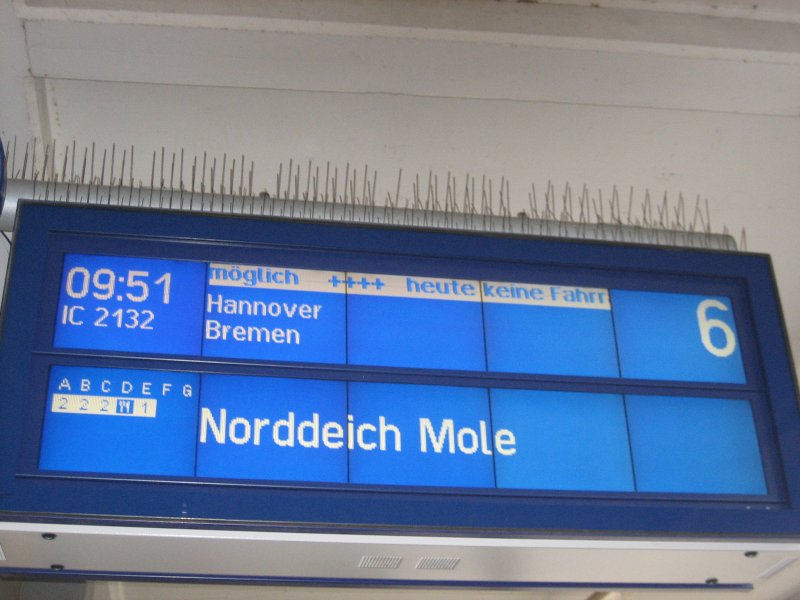 09:51
IC 2132
möglich ++++ heute keine Fahrr
Hannover
Bremen
6
A B C D E F G
2 2 2 1
Norddeich Mole